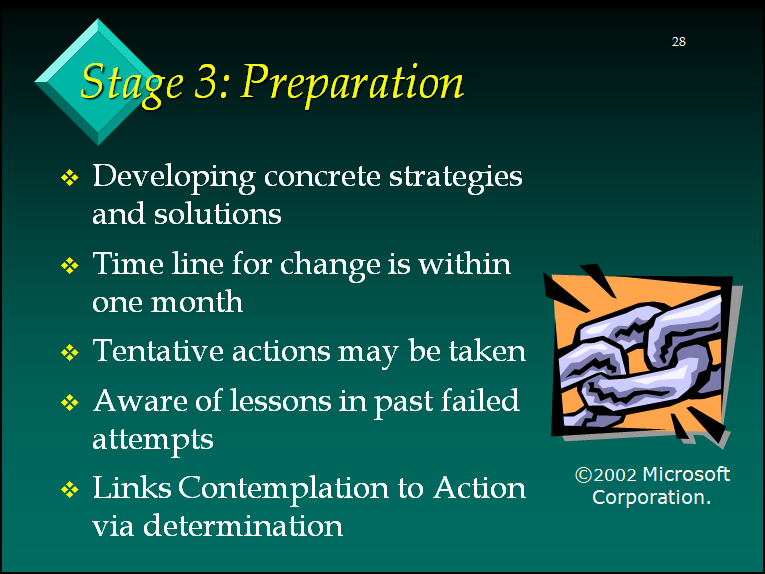 28
Stage 3: Preparation
Developing concrete strategies
and solutions
Time line for change is within
one month
Tentative actions may be taken
Aware of lessons in past failed
attempts
Links Contemplation to Action
via determination
©2002 Microsoft
Corporation.